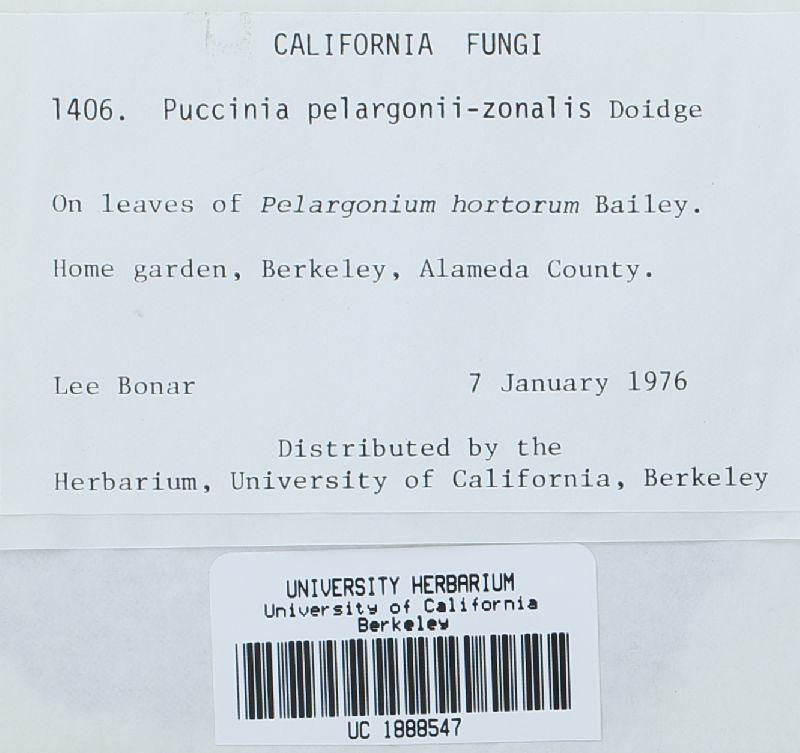 CALIFORNIA FUNGI
1406. Puccinia pelargonii-zonalis Doidge
On leaves of Pelargonium hortorum Bailey.
Home garden, Berkeley, Alameda County.
Lee Bonar 7 January 1976
Distributed by the
Herbarium, University of California, Berkeley
UNIVERSITY HERBARIUM
University of California
Berkeley
UC 1888547